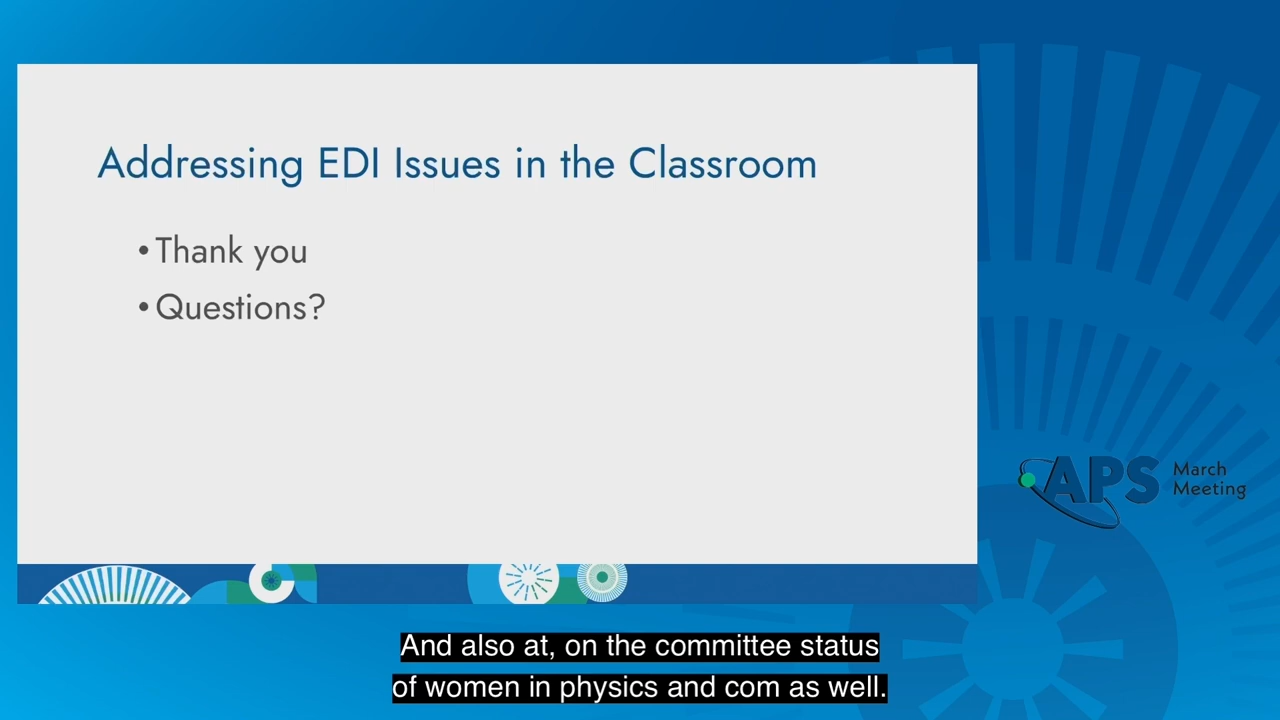 Addressing EDI Issues in the Classroom
• Thank you
• Questions?
APS March
Meeting
And also at, on the committee status
of women in physics and com as well.